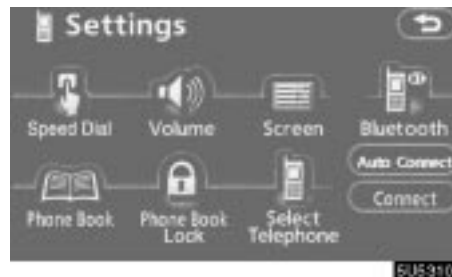 Settings
Speed Dial
Volume
Screen
Bluetooth
Auto Connect
Connect
Phone Book
Phone Book
Lock
Select
Telephone
5U5310